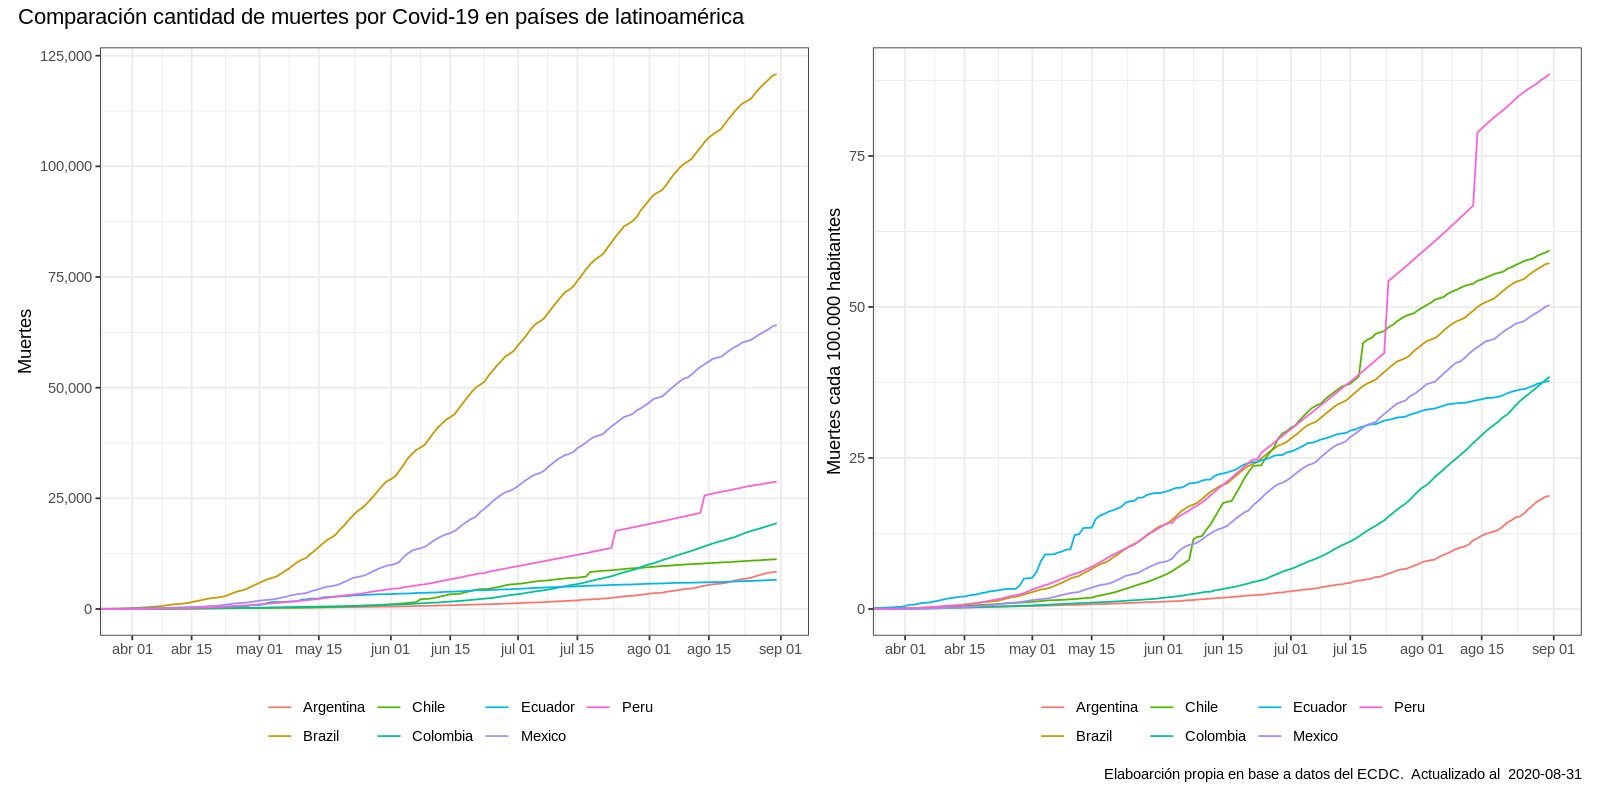 Comparación cantidad de muertes por Covid-19 en países de latinoamérica
Muertes
125,000
100,000
75,000
50,000
25,000
0
abr 01 abr 15 may 01 may 15 jun 01 jun 15 jul 01 jul 15 ago 01 ago 15 sep 01
Argentina Chile Ecuador Peru
Brazil Colombia Mexico
Muertes cada 100.000 habitantes
75
50
25
0
abr 01 abr 15 may 01 may 15 jun 01 jun 15 jul 01 jul 15 ago 01 ago 15 sep 01
Argentina Chile Ecuador Peru
Brazil Colombia Mexico
Elaboarción propia en base a datos del ECDC. Actualizado al 2020-08-31